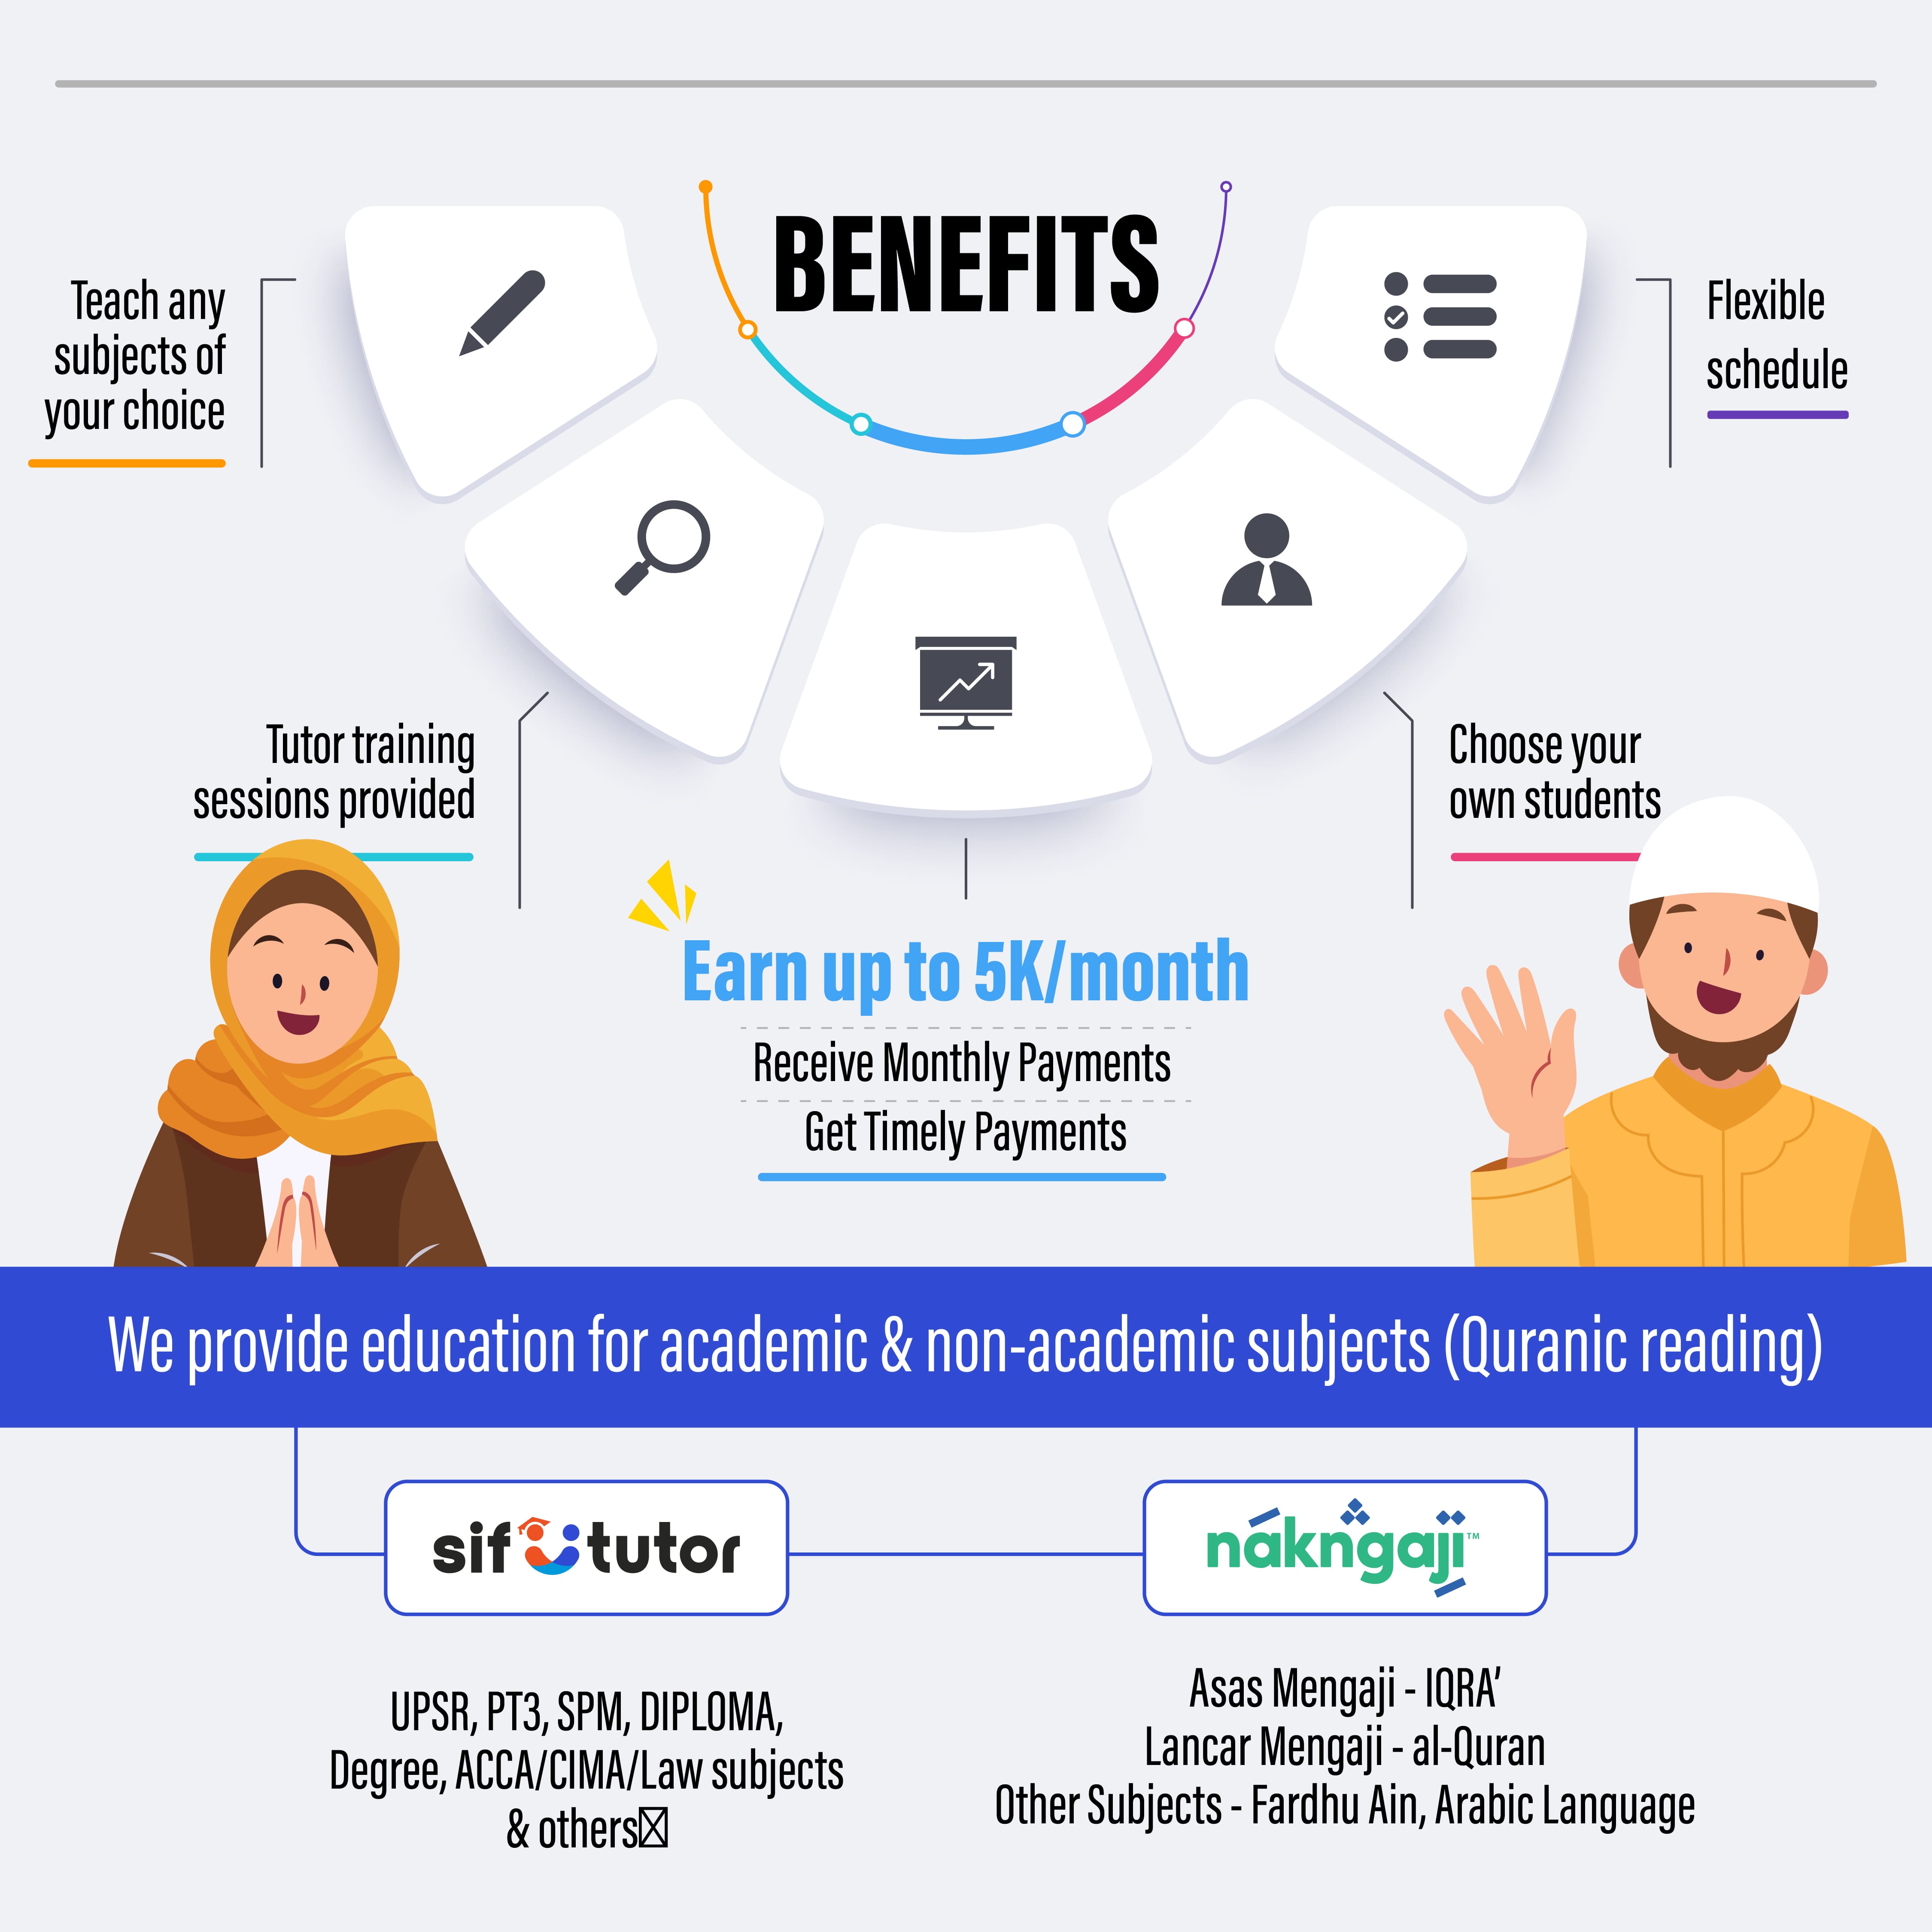 BENEFITS
Teach any
subjects of
your choice
Flexible
schedule
Tutor training
sessions provided
Choose your
own students
Earn up to 5K/month
Receive Monthly Payments
Get Timely Payments
We provide education for academic & non-academic subjects (Quranic reading)
sif tutor
nakngaji™
UPSR, PT3, SPM, DIPLOMA,
Degree, ACCA/CIMA/Law subjects
& others
Asas Mengaji - IQRA’
Lancar Mengaji - al-Quran
Other Subjects - Fardhu Ain, Arabic Language